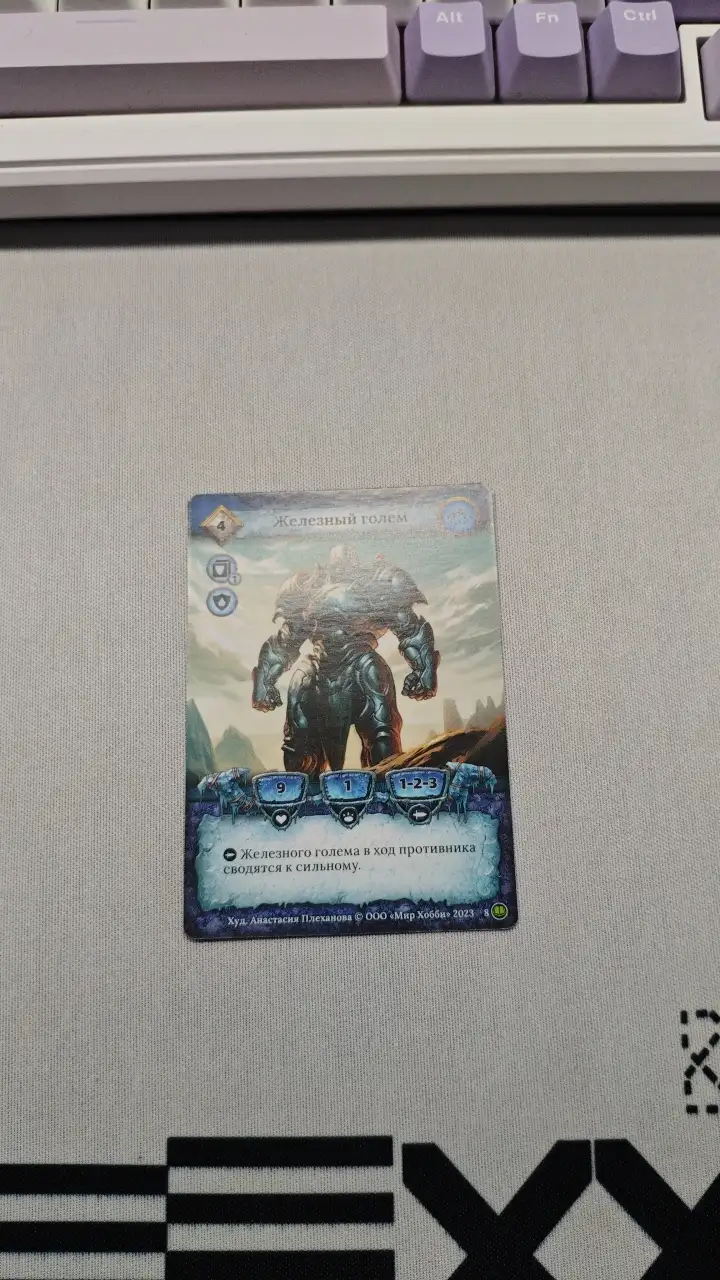 Alt Fn Ctrl
4 Железный голем
1
9 1 1-2-3
Железного голема в ход противника
сводятся к сильному.
Худ. Анастасия Плеханова © ООО «Мир Хобби» 2023 8